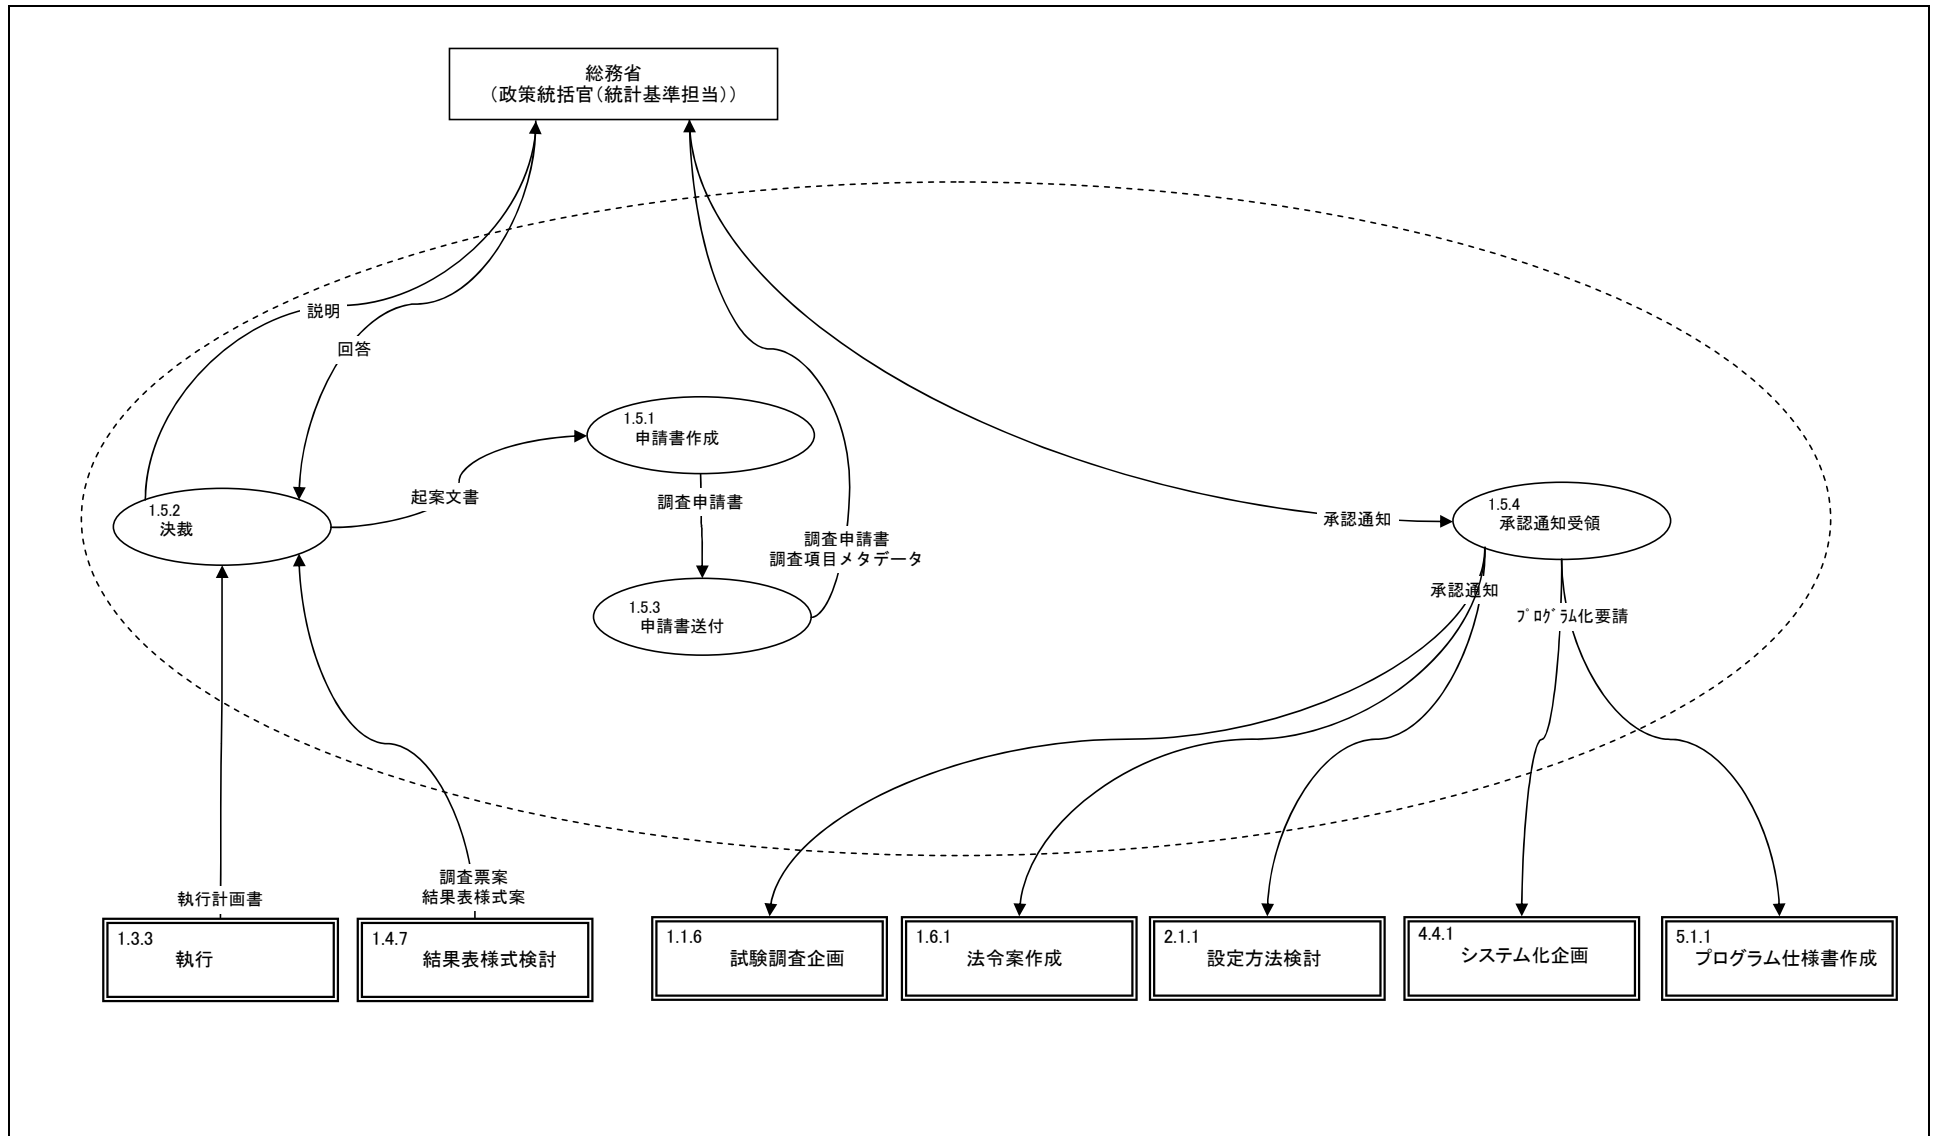 総務省
（政策統括官（統計基準担当））
説明
回答
1.5.1
申請書作成
起案文書
調査申請書
1.5.2
決裁
1.5.4
承認通知受領
承認通知
調査申請書
調査項目メタデータ
1.5.3
申請書送付
承認通知
ﾌﾟﾛｸﾞﾗﾑ化要請
執行計画書
調査票案
結果表様式案
1.3.3
執行
1.4.7
結果表様式検討
1.1.6
試験調査企画
1.6.1
法令案作成
2.1.1
設定方法検討
4.4.1
システム化企画
5.1.1
プログラム仕様書作成